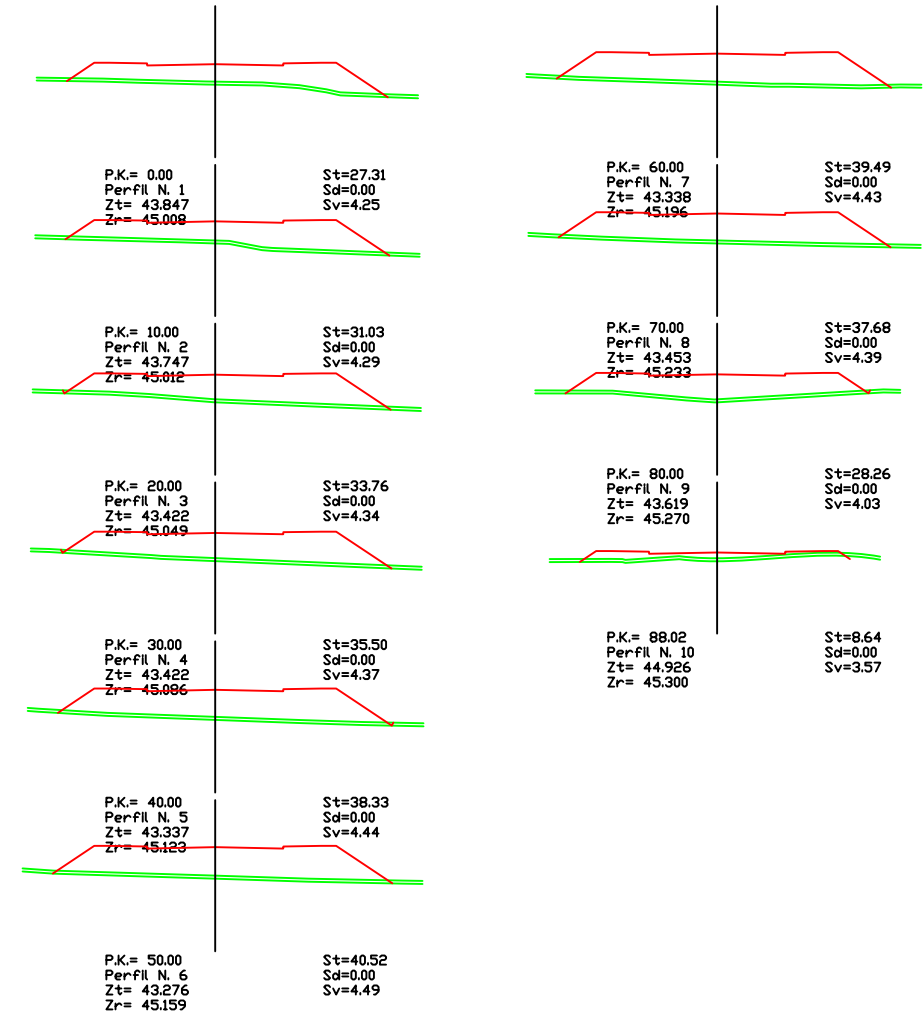 P.K.= 0.00 St=27.31
Perfil N. 1 Sd=0.00
Zt= 43.847 Sv=4.25
Zr= 45.008
P.K.= 10.00 St=31.03
Perfil N. 2 Sd=0.00
Zt= 43.747 Sv=4.29
Zr= 45.012
P.K.= 20.00 St=33.76
Perfil N. 3 Sd=0.00
Zt= 43.422 Sv=4.34
Zr= 45.049
P.K.= 30.00 St=35.50
Perfil N. 4 Sd=0.00
Zt= 43.422 Sv=4.37
Zr= 45.086
P.K.= 40.00 St=38.33
Perfil N. 5 Sd=0.00
Zt= 43.337 Sv=4.44
Zr= 45.123
P.K.= 50.00 St=40.52
Perfil N. 6 Sd=0.00
Zt= 43.276 Sv=4.49
Zr= 45.159
P.K.= 60.00 St=39.49
Perfil N. 7 Sd=0.00
Zt= 43.338 Sv=4.43
Zr= 45.196
P.K.= 70.00 St=37.68
Perfil N. 8 Sd=0.00
Zt= 43.453 Sv=4.39
Zr= 45.233
P.K.= 80.00 St=28.26
Perfil N. 9 Sd=0.00
Zt= 43.619 Sv=4.03
Zr= 45.270
P.K.= 88.02 St=8.64
Perfil N. 10 Sd=0.00
Zt= 44.926 Sv=3.57
Zr= 45.300